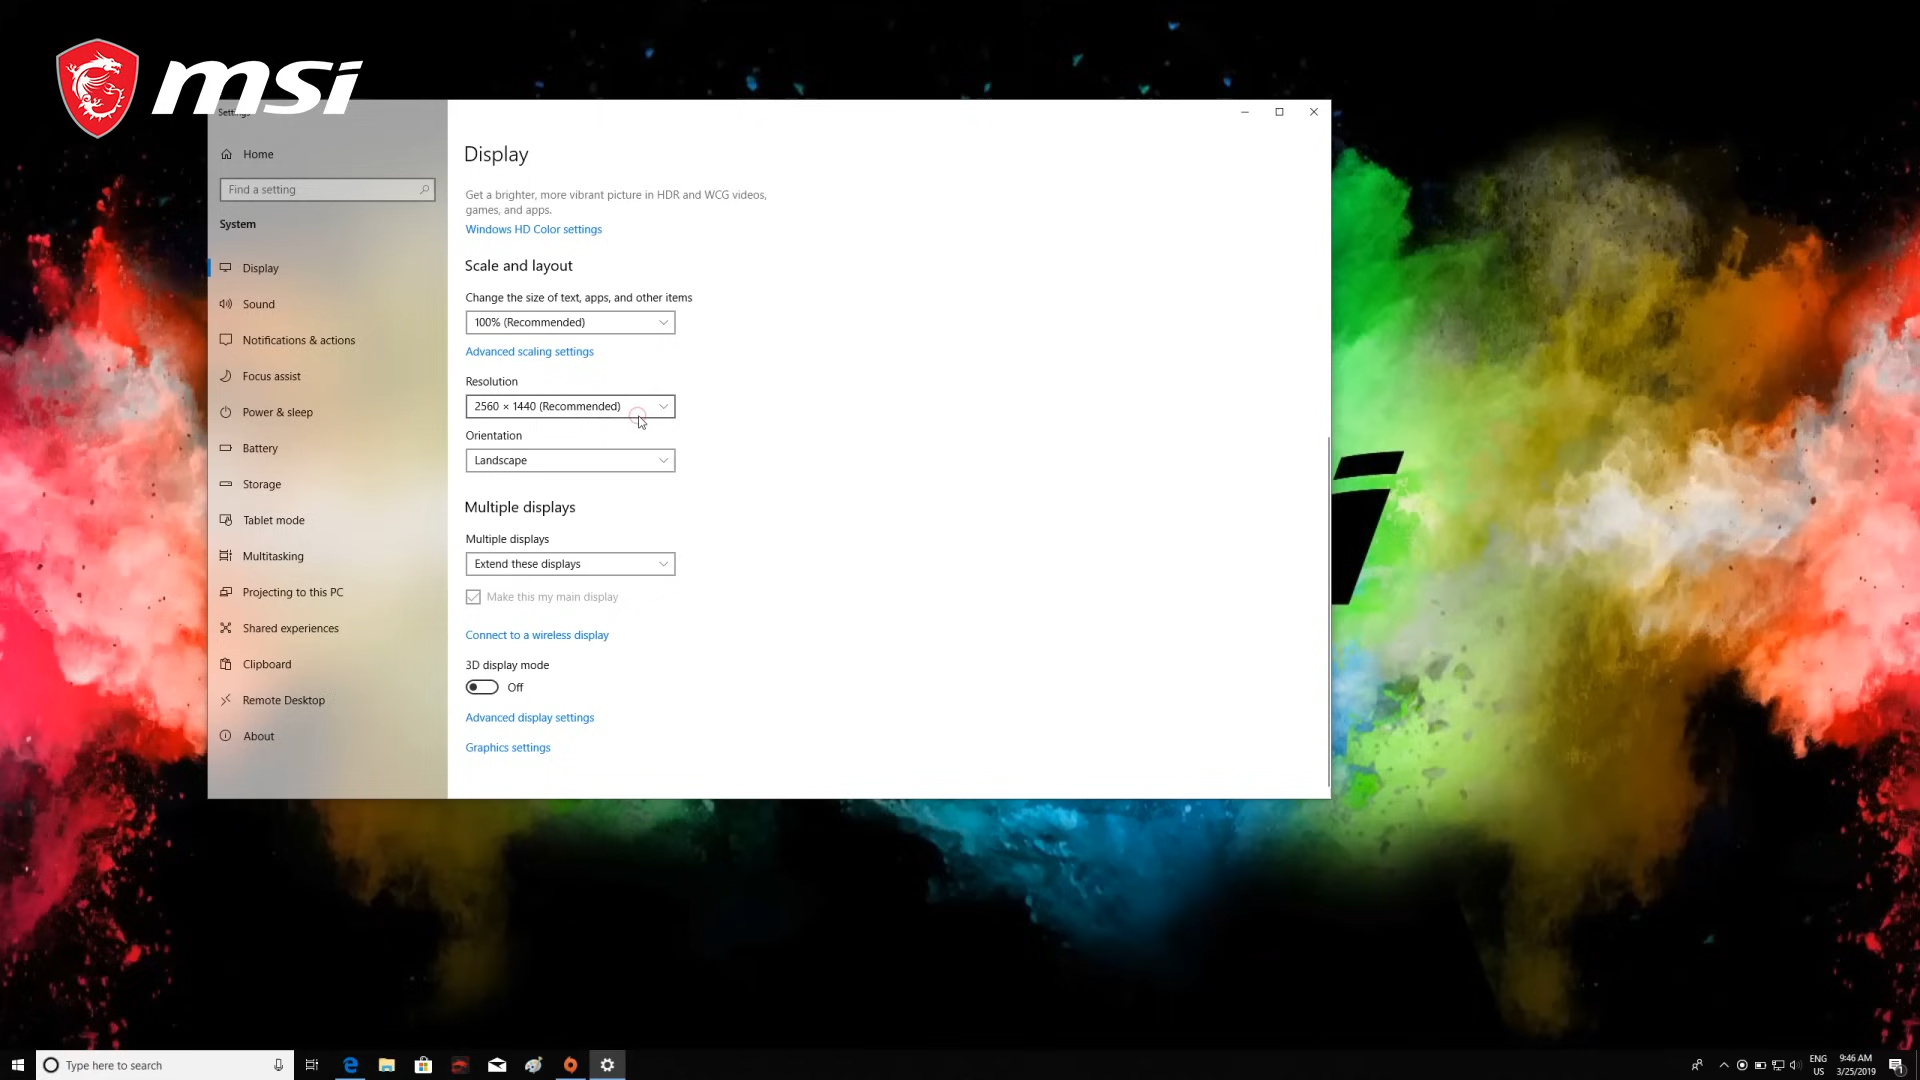 msi
Settings
Home
Find a setting
System
Display
Sound
Notifications & actions
Focus assist
Power & sleep
Battery
Storage
Tablet mode
Multitasking
Projecting to this PC
Shared experiences
Clipboard
Remote Desktop
About
Display
Get a brighter, more vibrant picture in HDR and WCG videos,
games, and apps.
Windows HD Color settings
Scale and layout
Change the size of text, apps, and other items
100% (Recommended)
Advanced scaling settings
Resolution
2560 × 1440 (Recommended)
Orientation
Landscape
Multiple displays
Multiple displays
Extend these displays
Make this my main display
Connect to a wireless display
3D display mode
Off
Advanced display settings
Graphics settings
Type here to search
ENG
US
9:46 AM
3/25/2019
1